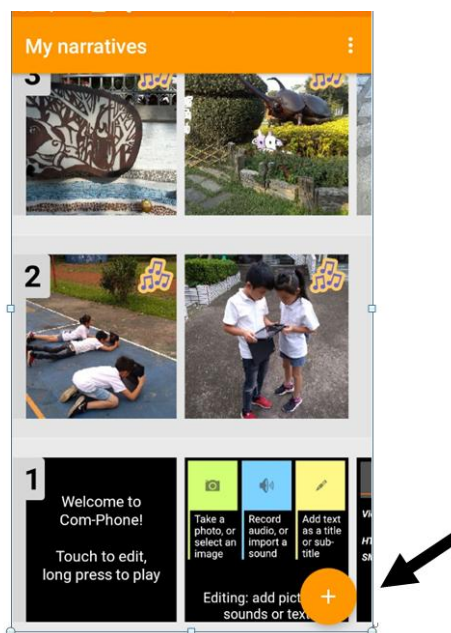 My narratives
3
2
1
Welcome to
Com-Phone!
Touch to edit,
long press to play
Take a
photo, or
select an
image
Record
audio, or
import a
sound
Add text
as a title
or sub-
title
Editing: add pict
sounds or tex
+